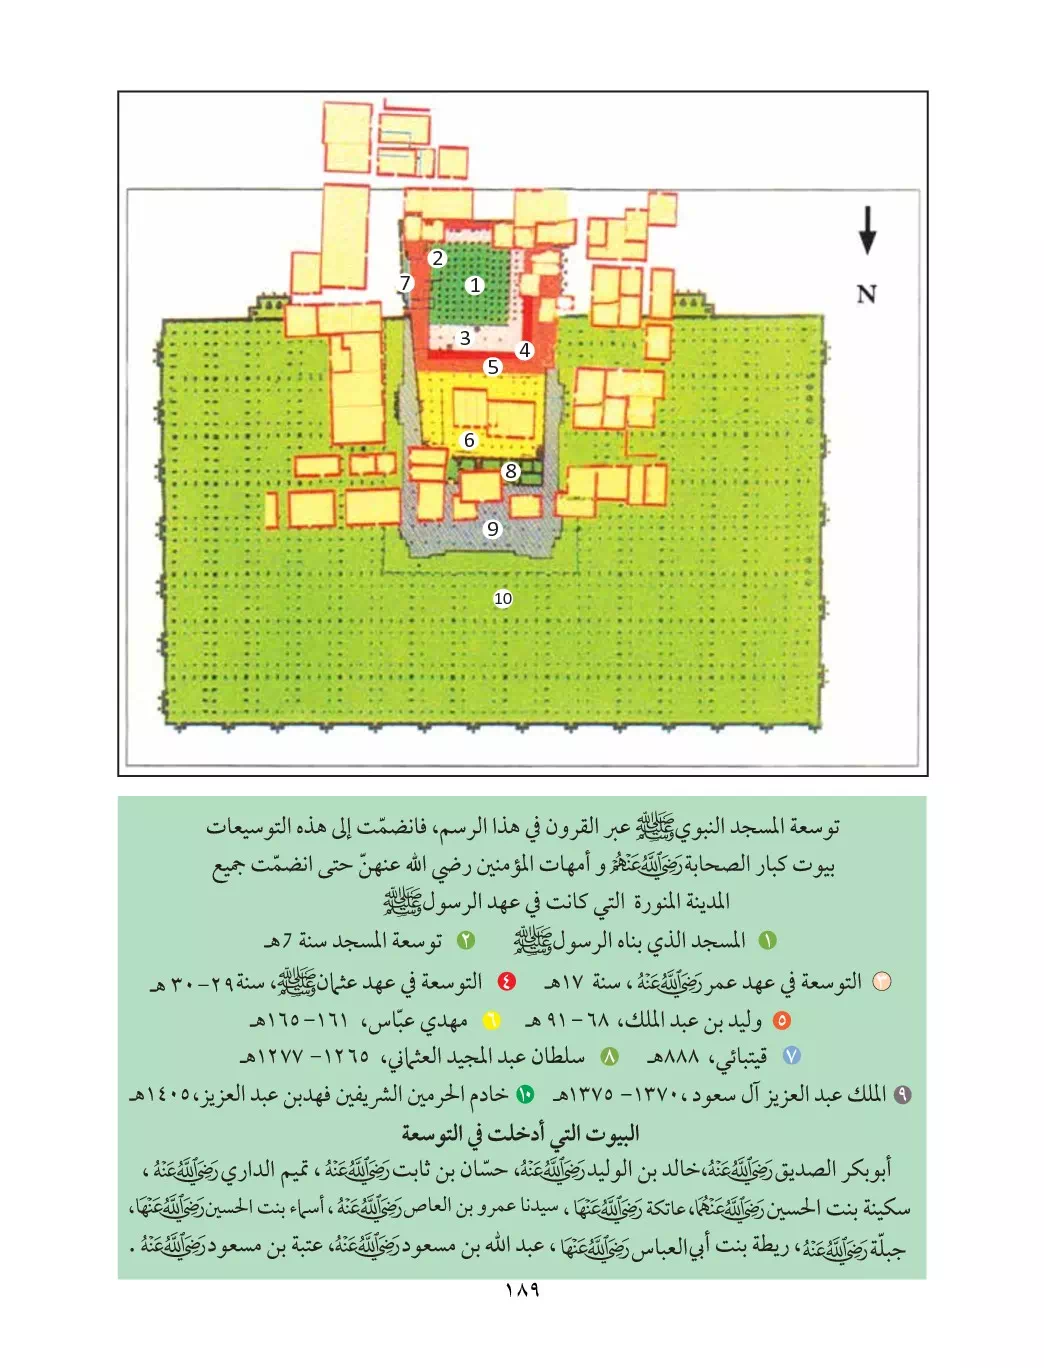 N
2
7
1
3
4
5
6
8
9
10
توسعة المسجد النبوي ﷺ عبر القرون في هذا الرسم، فانضمّت إلى هذه التوسيعات
بيوت كبار الصحابة رَضِيَ اللَّهُ عَنْهُمْ و أمهات المؤمنين رضي الله عنهنّ حتى انضمّت جميع
المدينة المنورة التي كانت في عهد الرسول ﷺ
١ المسجد الذي بناه الرسول ﷺ ٢ توسعة المسجد سنة 7هـ
٣ التوسعة في عهد عمر رَضِيَ اللَّهُ عَنْهُ ، سنة ١٧هـ ٤ التوسعة في عهد عثمان ﷺ، سنة ٢٩-٣٠ هـ
٥ وليد بن عبد الملك، ٦٨ - ٩١ هـ ٦ مهدي عبّاس، ١٦١-١٦٥هـ
٧ قيتبائي، ٨٨٨هـ ٨ سلطان عبد المجيد العثماني، ١٢٦٥- ١٢٧٧هـ
٩ الملك عبد العزيز آل سعود ،١٣٧٠- ١٣٧٥هـ ١٠ خادم الحرمين الشريفين فهدبن عبد العزيز،١٤٠٥هـ
البيوت التي أدخلت في التوسعة
أبوبكر الصديق رَضِيَ اللَّهُ عَنْهُ،خالد بن الوليد رَضِيَ اللَّهُ عَنْهُ، حسّان بن ثابت رَضِيَ اللَّهُ عَنْهُ ، تميم الداري رَضِيَ اللَّهُ عَنْهُ ،
سكينة بنت الحسين رَضِيَ اللَّهُ عَنْهُمَا،عاتكة رَضِيَ اللَّهُ عَنْهَا ، سيدنا عمرو بن العاص رَضِيَ اللَّهُ عَنْهُ ، أسماء بنت الحسين رَضِيَ اللَّهُ عَنْهَا،
جبلّة رَضِيَ اللَّهُ عَنْهُ ، ريطة بنت أبي العباس رَضِيَ اللَّهُ عَنْهَا ، عبد الله بن مسعود رَضِيَ اللَّهُ عَنْهُ، عتبة بن مسعود رَضِيَ اللَّهُ عَنْهُ .
١٨٩